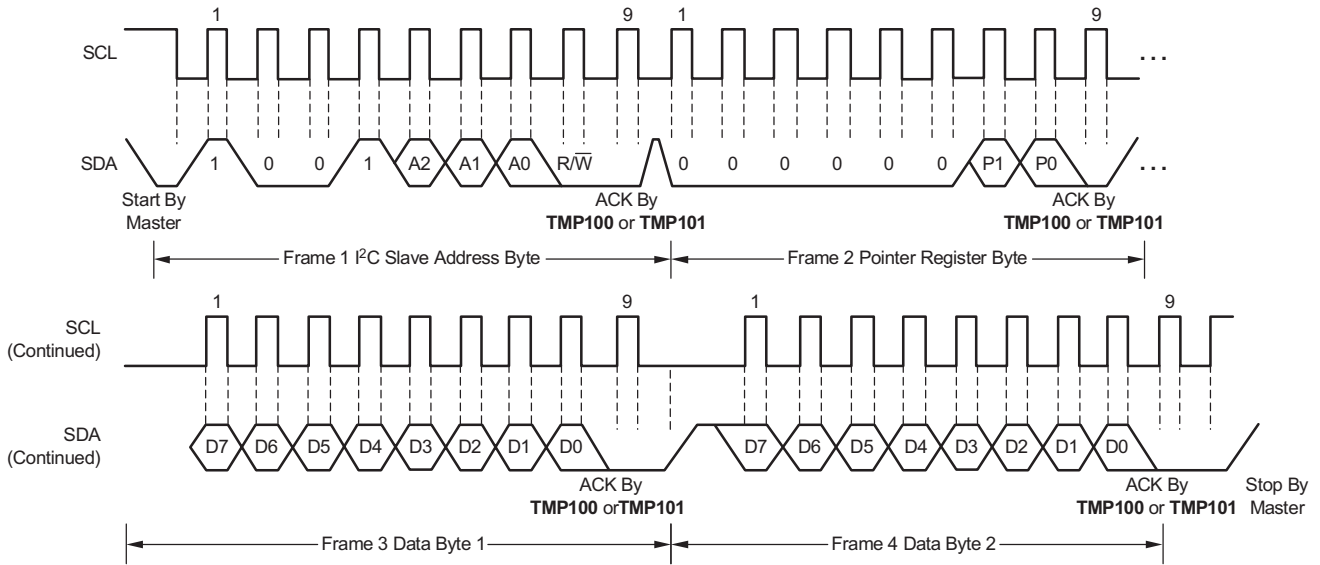 1 9 1 9
SCL ...
SDA 1 0 0 1 A2 A1 A0 R/W̅ 0 0 0 0 0 0 P1 P0 ...
Start By Master
ACK By TMP100 or TMP101
ACK By TMP100 or TMP101
Frame 1 I²C Slave Address Byte
Frame 2 Pointer Register Byte
1 9 1 9
SCL (Continued)
SDA (Continued) D7 D6 D5 D4 D3 D2 D1 D0 D7 D6 D5 D4 D3 D2 D1 D0
ACK By TMP100 orTMP101
ACK By TMP100 or TMP101
Stop By Master
Frame 3 Data Byte 1
Frame 4 Data Byte 2